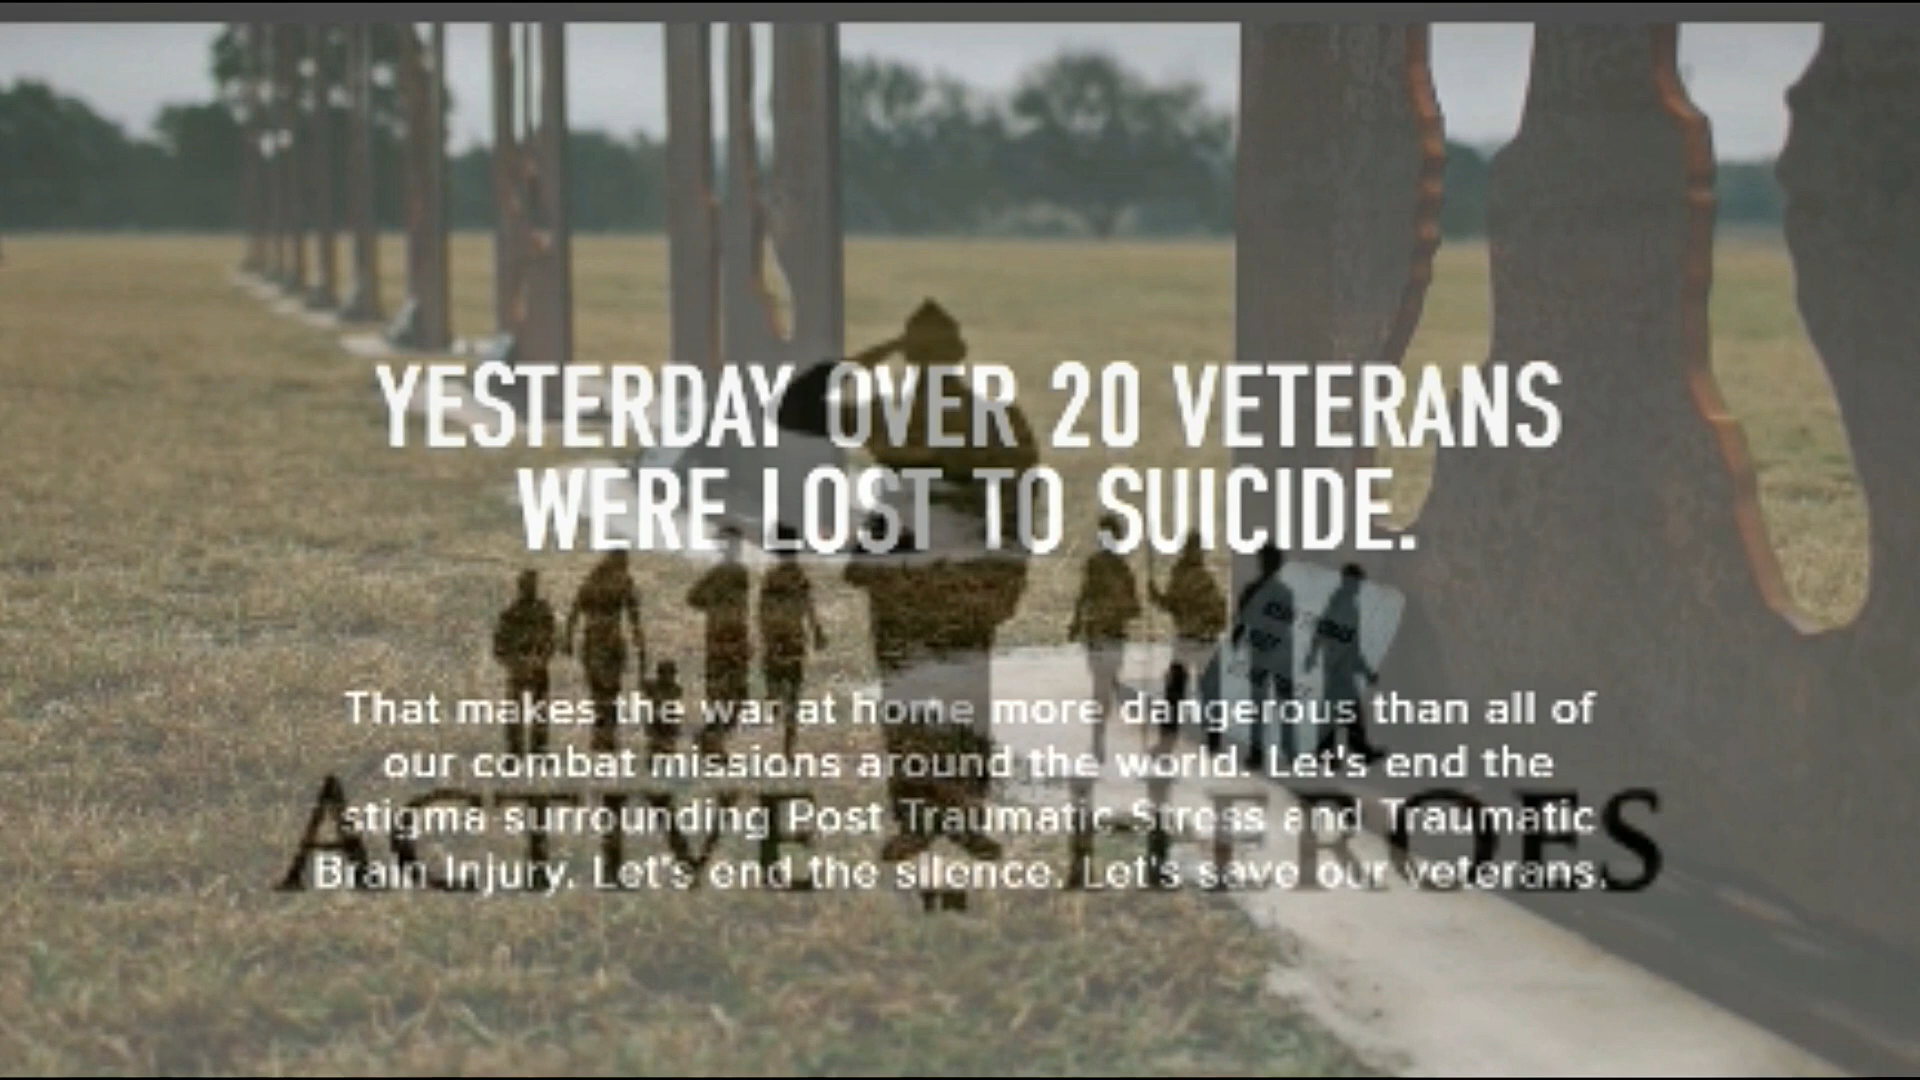 YESTERDAY OVER 20 VETERANS
WERE LOST TO SUICIDE.
That makes the war at home more dangerous than all of
our combat missions around the world. Let's end the
stigma surrounding Post Traumatic Stress and Traumatic
Brain Injury. Let's end the silence. Let's save our veterans.
ACTIVE HEROES